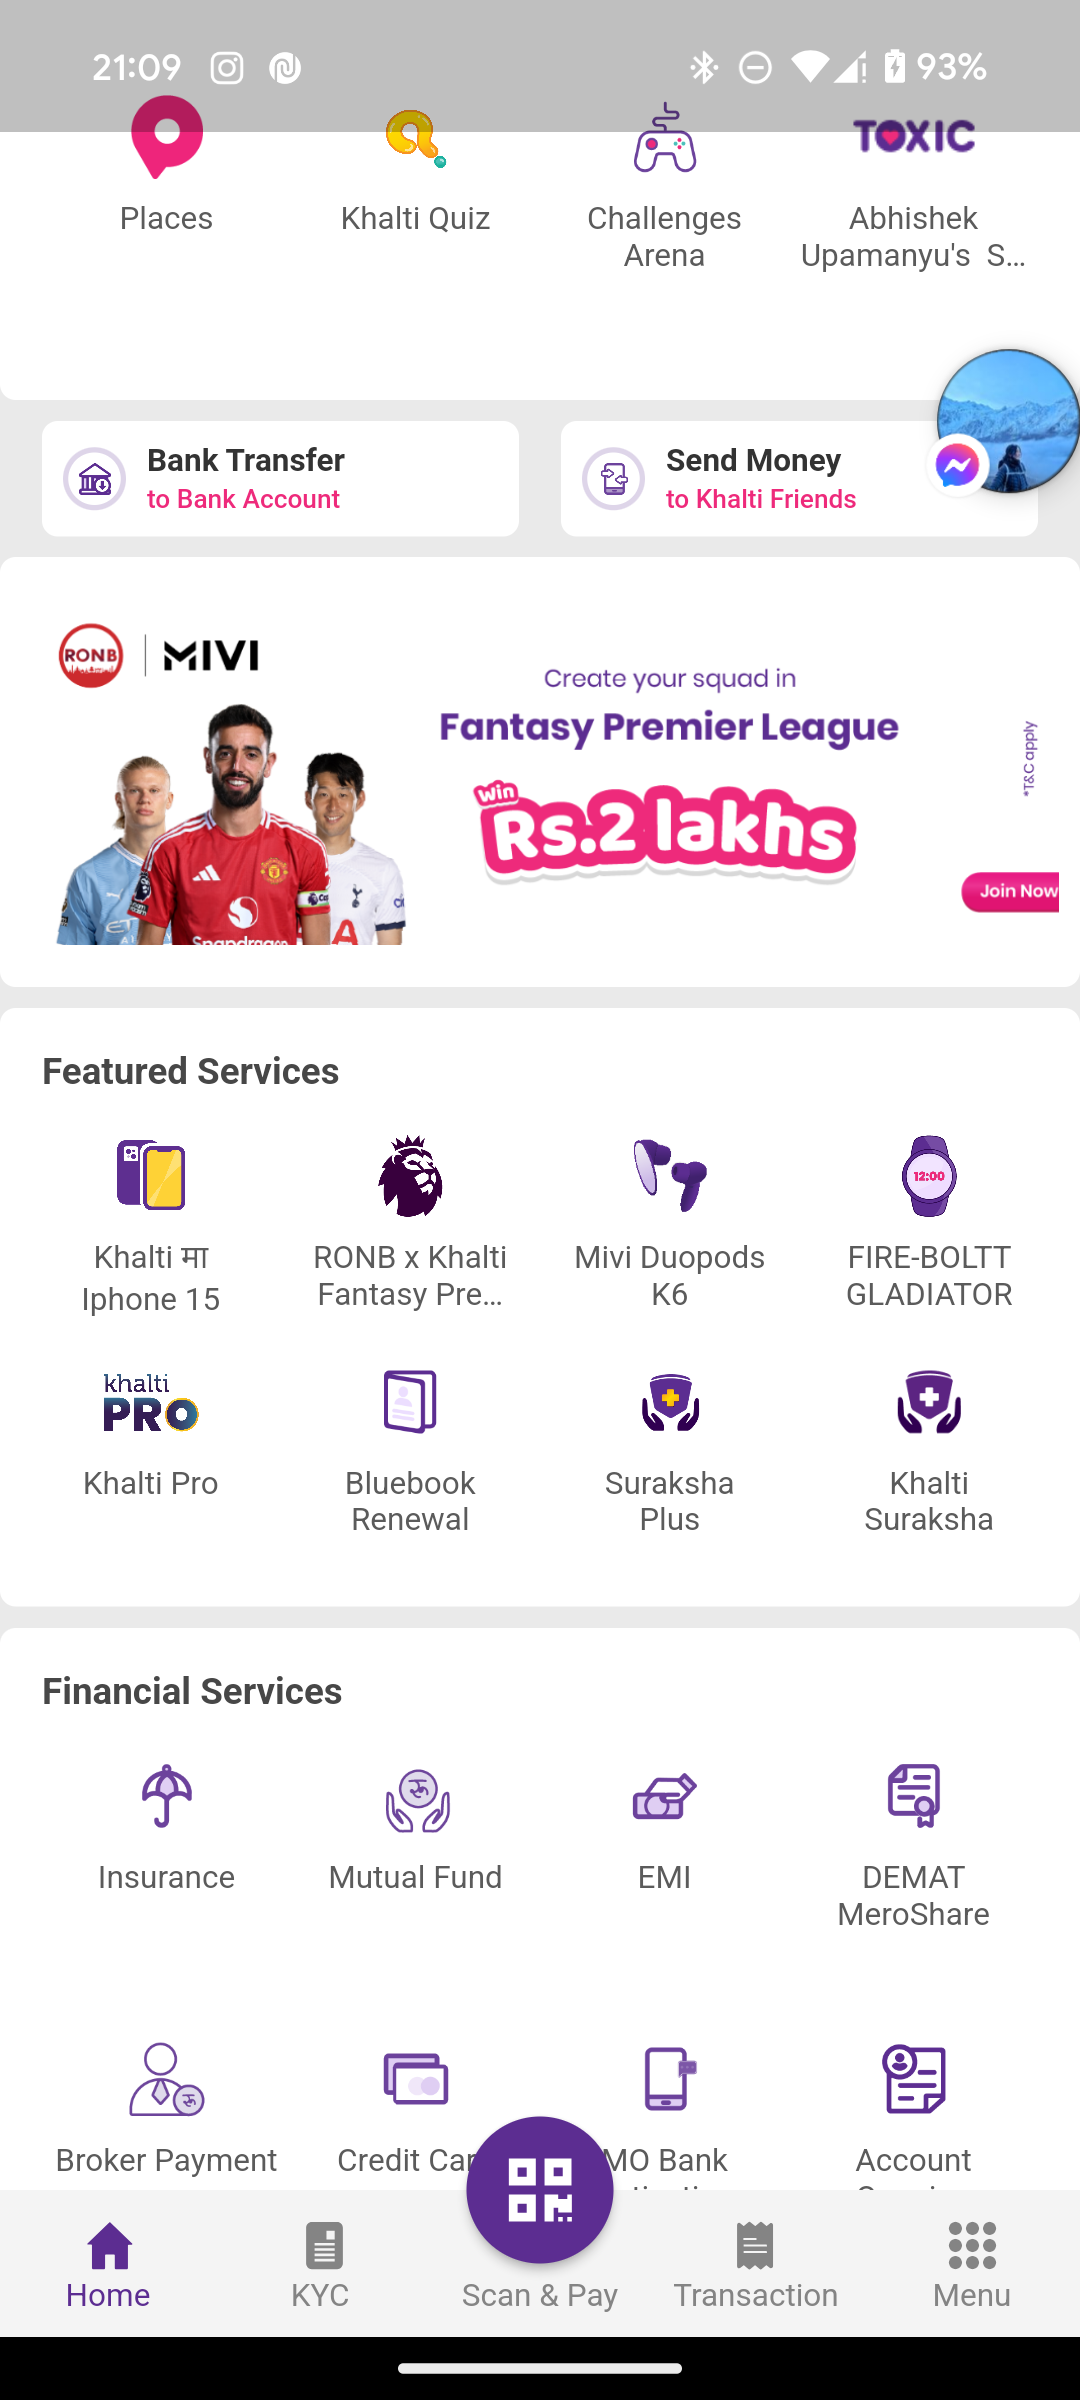 21:09
93%
TOXIC
Places
Khalti Quiz
Challenges
Arena
Abhishek
Upamanyu's S...
Bank Transfer
to Bank Account
Send Money
to Khalti Friends
RONB
MIVI
Create your squad in
Fantasy Premier League
Win
Rs.2 lakhs
*T&C apply
Join Now
Snapdragon
Featured Services
12:00
Khalti मा
Iphone 15
RONB x Khalti
Fantasy Pre...
Mivi Duopods
K6
FIRE-BOLTT
GLADIATOR
khalti
PRO
Khalti Pro
Bluebook
Renewal
Suraksha
Plus
Khalti
Suraksha
Financial Services
Insurance
Mutual Fund
EMI
DEMAT
MeroShare
Broker Payment
Credit Car
MO Bank
Account
Home
KYC
Scan & Pay
Transaction
Menu